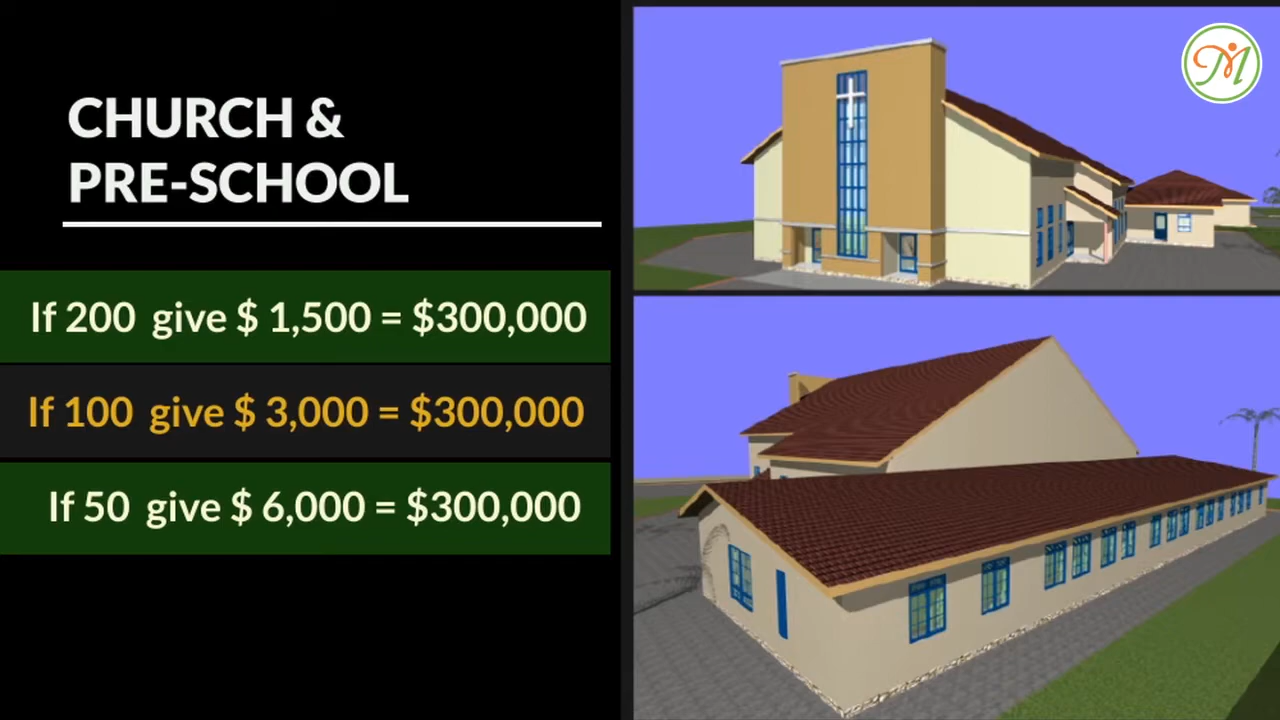 CHURCH &
PRE-SCHOOL
If 200 give $ 1,500 = $300,000
If 100 give $ 3,000 = $300,000
If 50 give $ 6,000 = $300,000
M